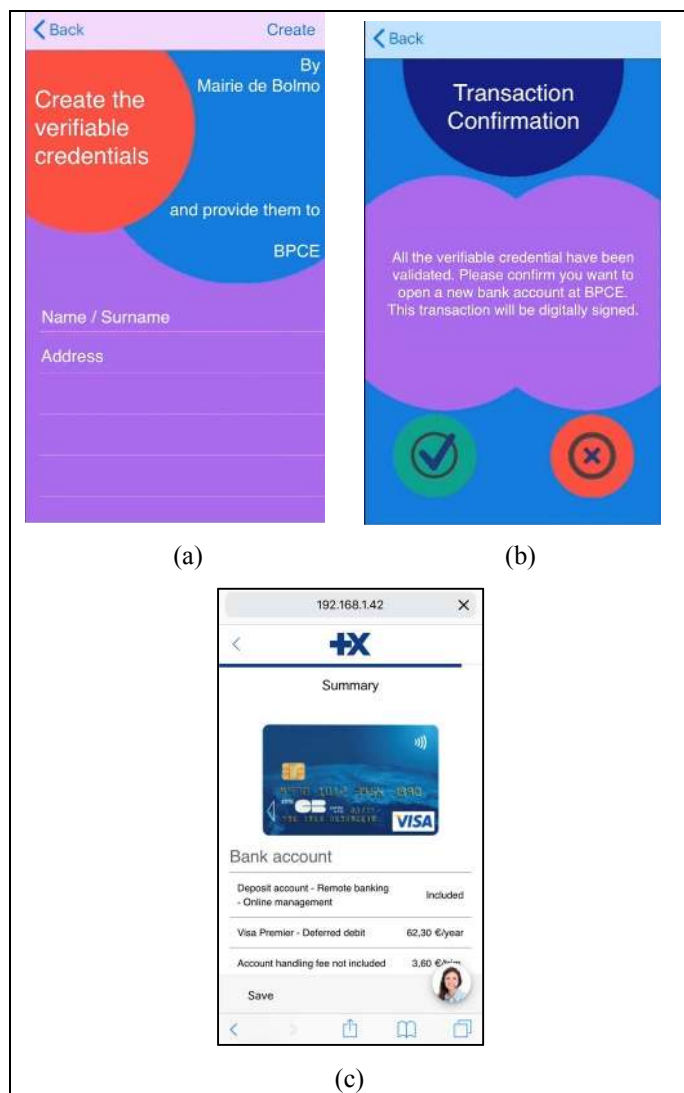 Back
Create
Create the
verifiable
credentials
By
Mairie de Bolmo
and provide them to
BPCE
Name / Surname
Address
(a)
Back
Transaction
Confirmation
All the verifiable credential have been
validated. Please confirm you want to
open a new bank account at BPCE.
This transaction will be digitally signed.
(b)
192.168.1.42
Summary
CB
VISA
Bank account
Deposit account - Remote banking
- Online management
Included
Visa Premier - Deferred debit
62,30 €/year
Account handling fee not included
3,60
Save
(c)